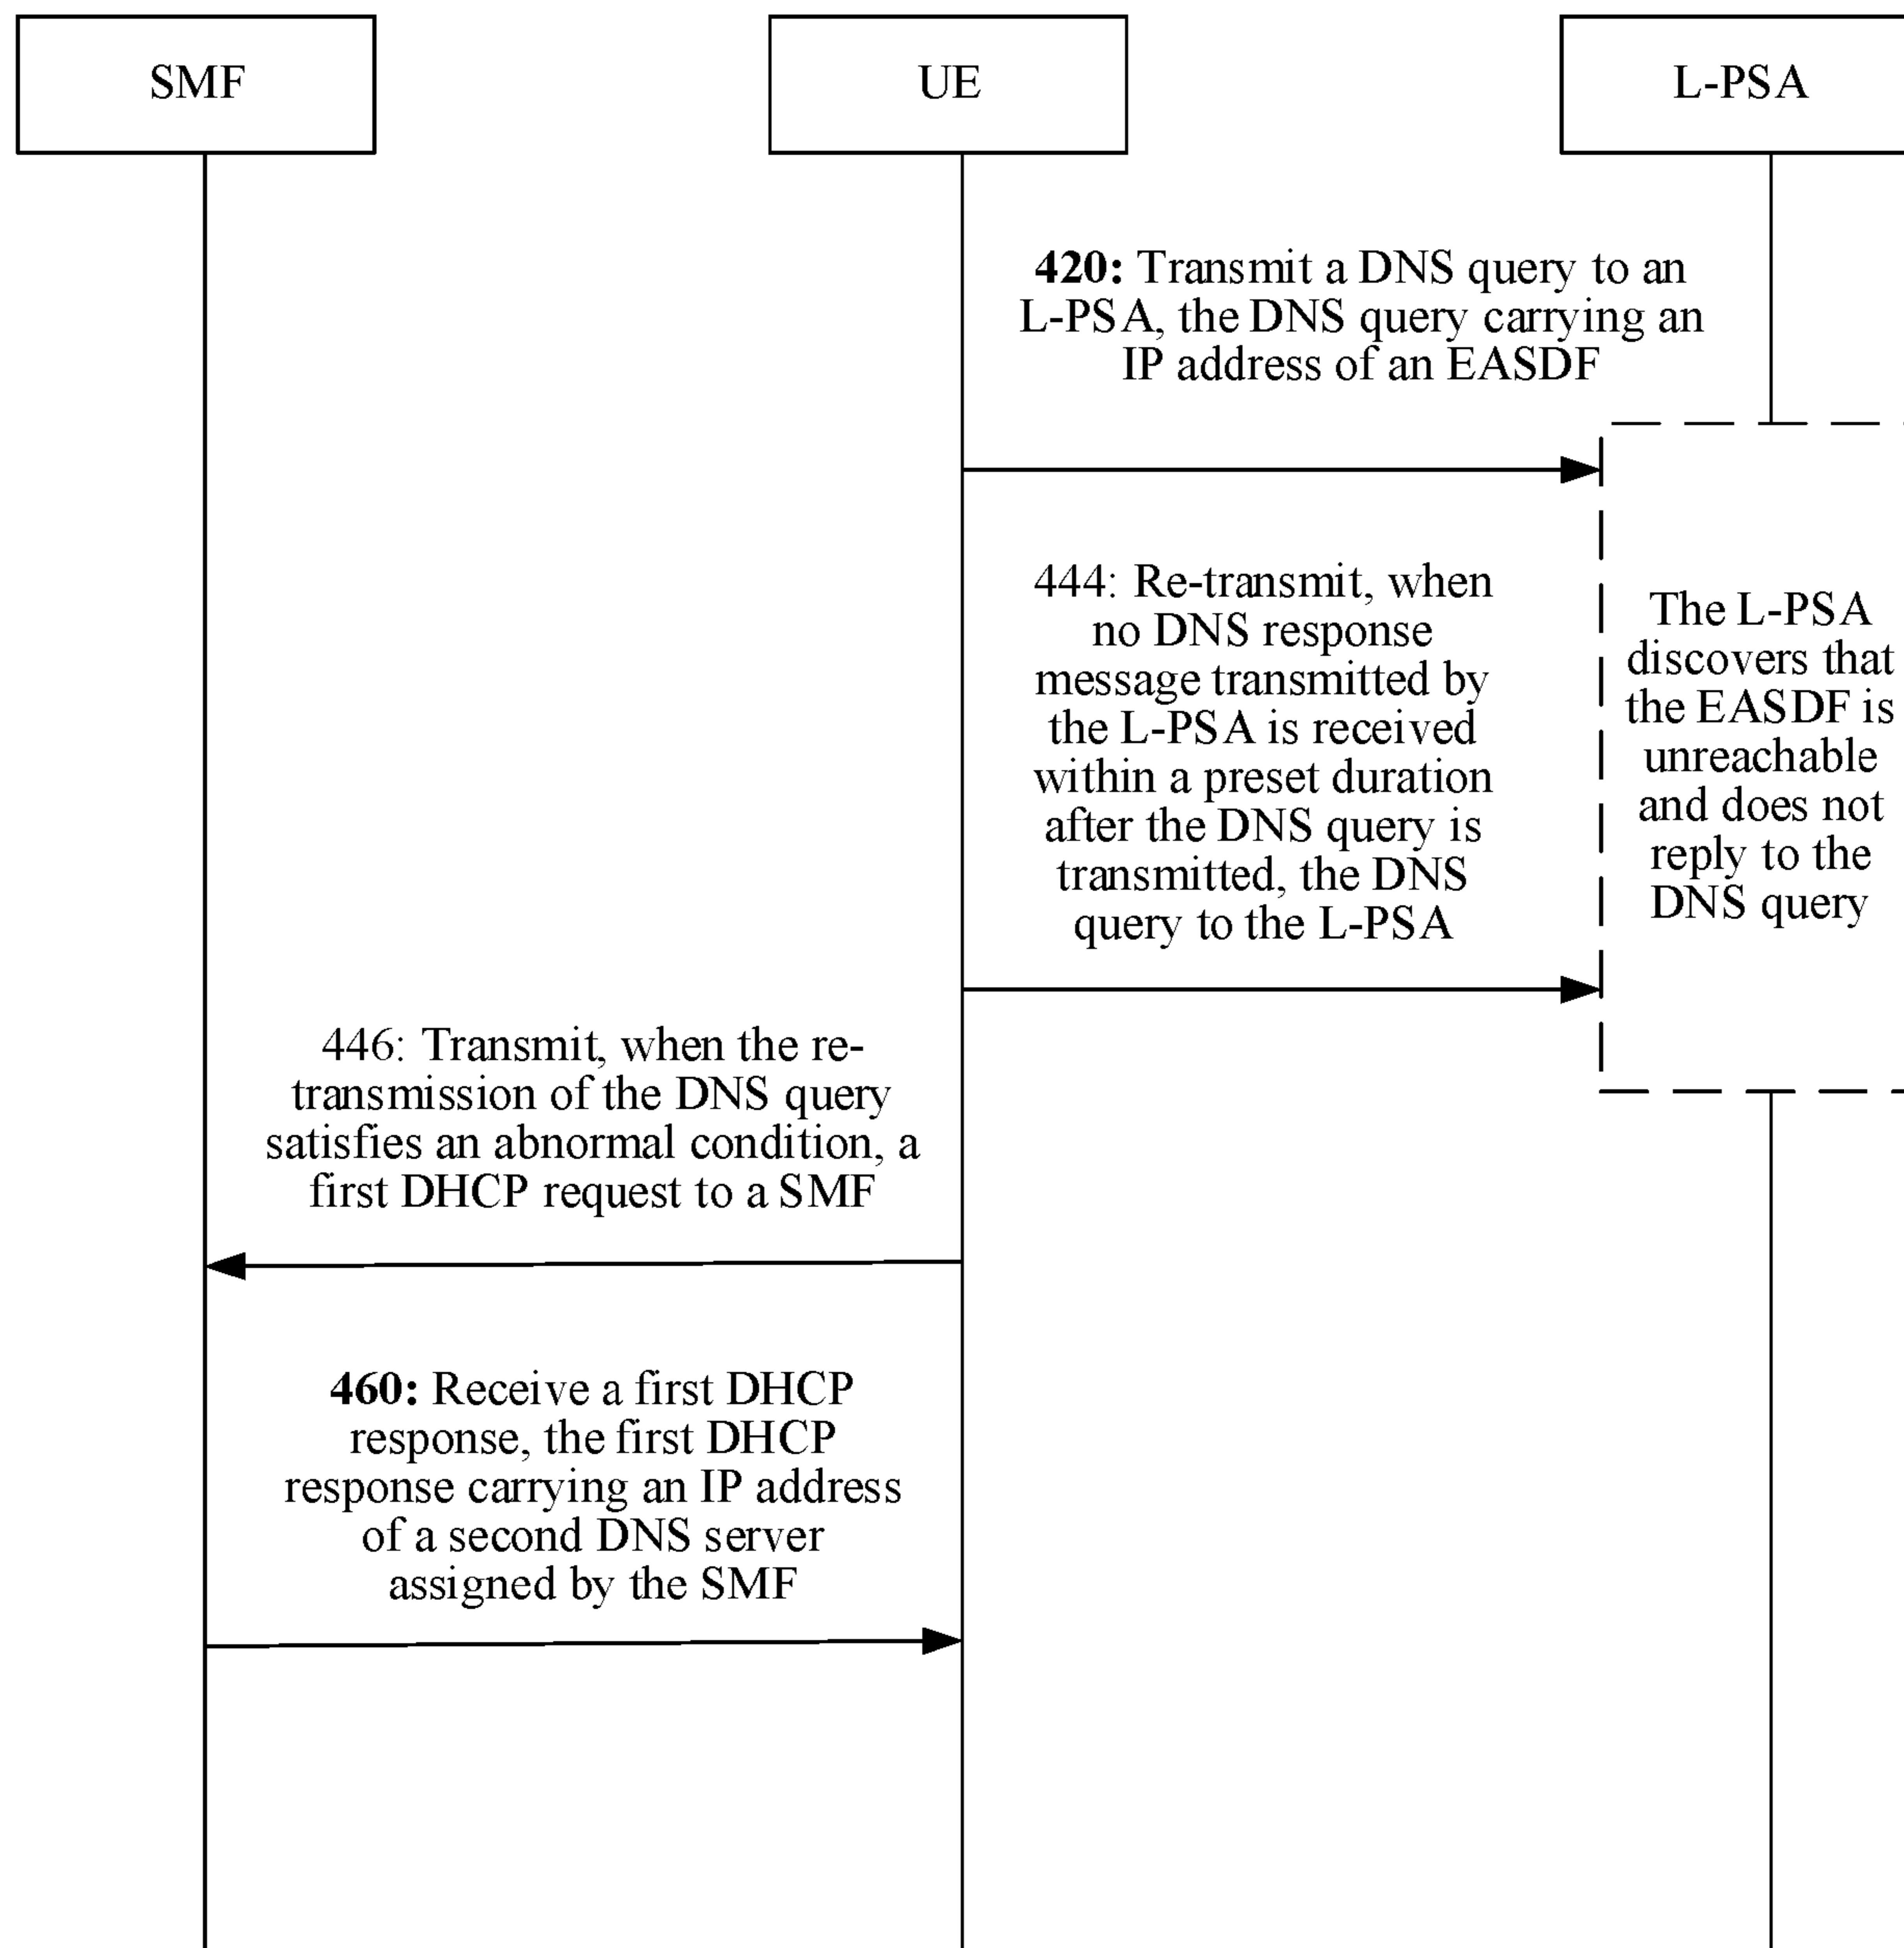 SMF
UE
L-PSA
420: Transmit a DNS query to an
L-PSA, the DNS query carrying an
IP address of an EASDF
444: Re-transmit, when
no DNS response
message transmitted by
the L-PSA is received
within a preset duration
after the DNS query is
transmitted, the DNS
query to the L-PSA
The L-PSA
discovers that
the EASDF is
unreachable
and does not
reply to the
DNS query
446: Transmit, when the re-
transmission of the DNS query
satisfies an abnormal condition, a
first DHCP request to a SMF
460: Receive a first DHCP
response, the first DHCP
response carrying an IP address
of a second DNS server
assigned by the SMF